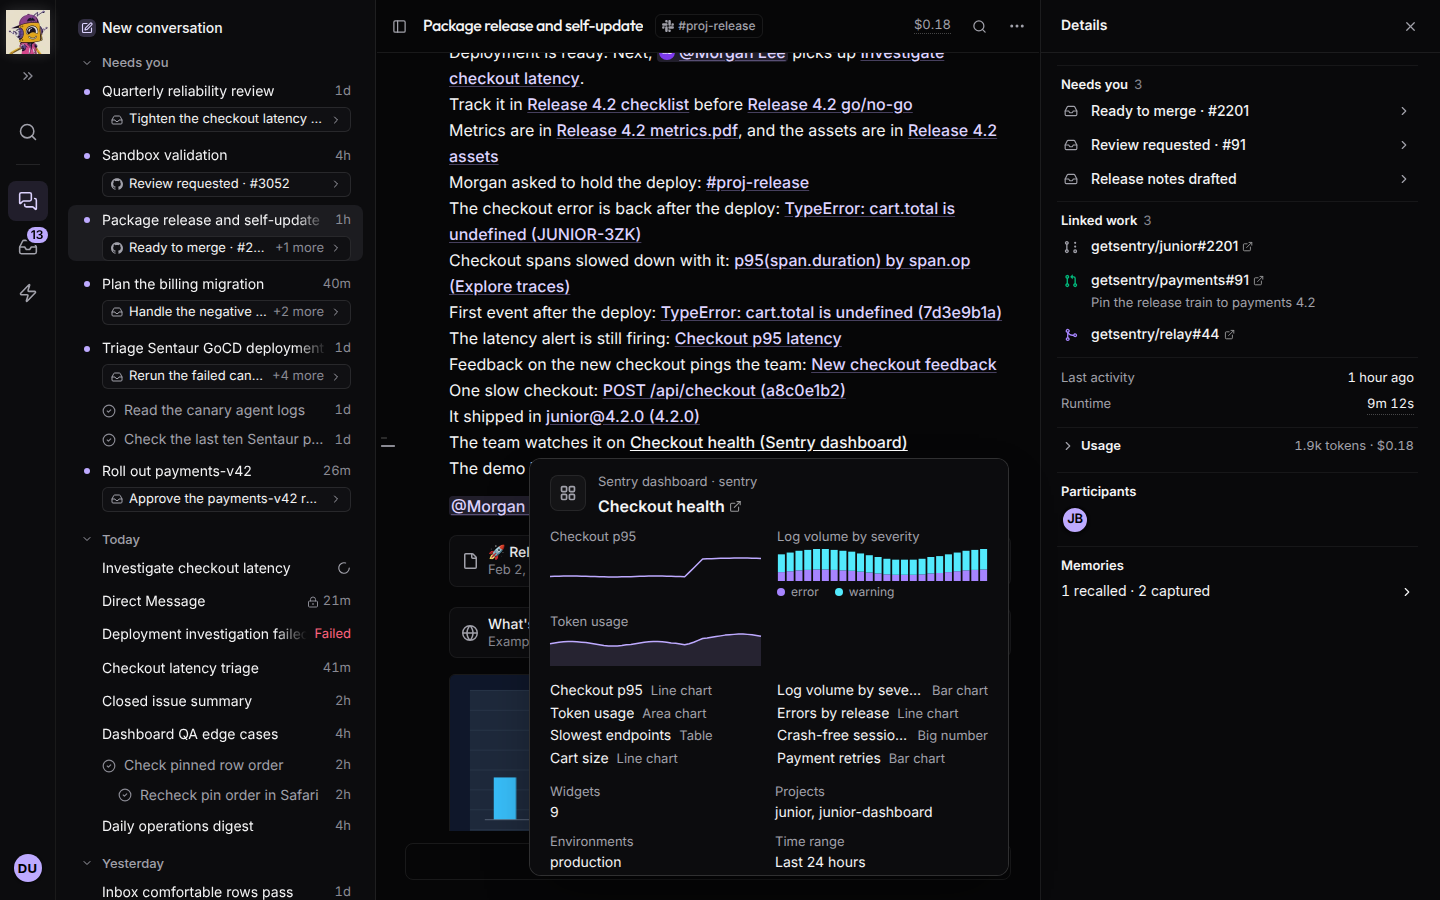 New conversation
Needs you
Quarterly reliability review 1d
Tighten the checkout latency ...
Sandbox validation 4h
Review requested · #3052
Package release and self-update 1h
Ready to merge · #2... +1 more
Plan the billing migration 40m
Handle the negative ... +2 more
Triage Sentaur GoCD deployment 1d
Rerun the failed can... +4 more
Read the canary agent logs 1d
Check the last ten Sentaur p... 1d
Roll out payments-v42 26m
Approve the payments-v42 r...
Today
Investigate checkout latency
Direct Message 21m
Deployment investigation failed Failed
Checkout latency triage 41m
Closed issue summary 2h
Dashboard QA edge cases 4h
Check pinned row order 2h
Recheck pin order in Safari 2h
Daily operations digest 4h
Yesterday
Inbox comfortable rows pass 1d
13
DU
Package release and self-update #proj-release $0.18
Deployment is ready. Next, @Morgan Lee picks up investigate
checkout latency.
Track it in Release 4.2 checklist before Release 4.2 go/no-go
Metrics are in Release 4.2 metrics.pdf, and the assets are in Release 4.2
assets
Morgan asked to hold the deploy: #proj-release
The checkout error is back after the deploy: TypeError: cart.total is
undefined (JUNIOR-3ZK)
Checkout spans slowed down with it: p95(span.duration) by span.op
(Explore traces)
First event after the deploy: TypeError: cart.total is undefined (7d3e9b1a)
The latency alert is still firing: Checkout p95 latency
Feedback on the new checkout pings the team: New checkout feedback
One slow checkout: POST /api/checkout (a8c0e1b2)
It shipped in junior@4.2.0 (4.2.0)
The team watches it on Checkout health (Sentry dashboard)
The demo
@Morgan
🚀 Rel
Feb 2,
What's
Examp
Sentry dashboard · sentry
Checkout health
Checkout p95
Log volume by severity
error warning
Token usage
Checkout p95 Line chart
Log volume by seve... Bar chart
Token usage Area chart
Errors by release Line chart
Slowest endpoints Table
Crash-free sessio... Big number
Cart size Line chart
Payment retries Bar chart
Widgets
9
Projects
junior, junior-dashboard
Environments
production
Time range
Last 24 hours
Details
Needs you 3
Ready to merge · #2201
Review requested · #91
Release notes drafted
Linked work 3
getsentry/junior#2201
getsentry/payments#91
Pin the release train to payments 4.2
getsentry/relay#44
Last activity 1 hour ago
Runtime 9m 12s
Usage 1.9k tokens · $0.18
Participants
JB
Memories
1 recalled · 2 captured